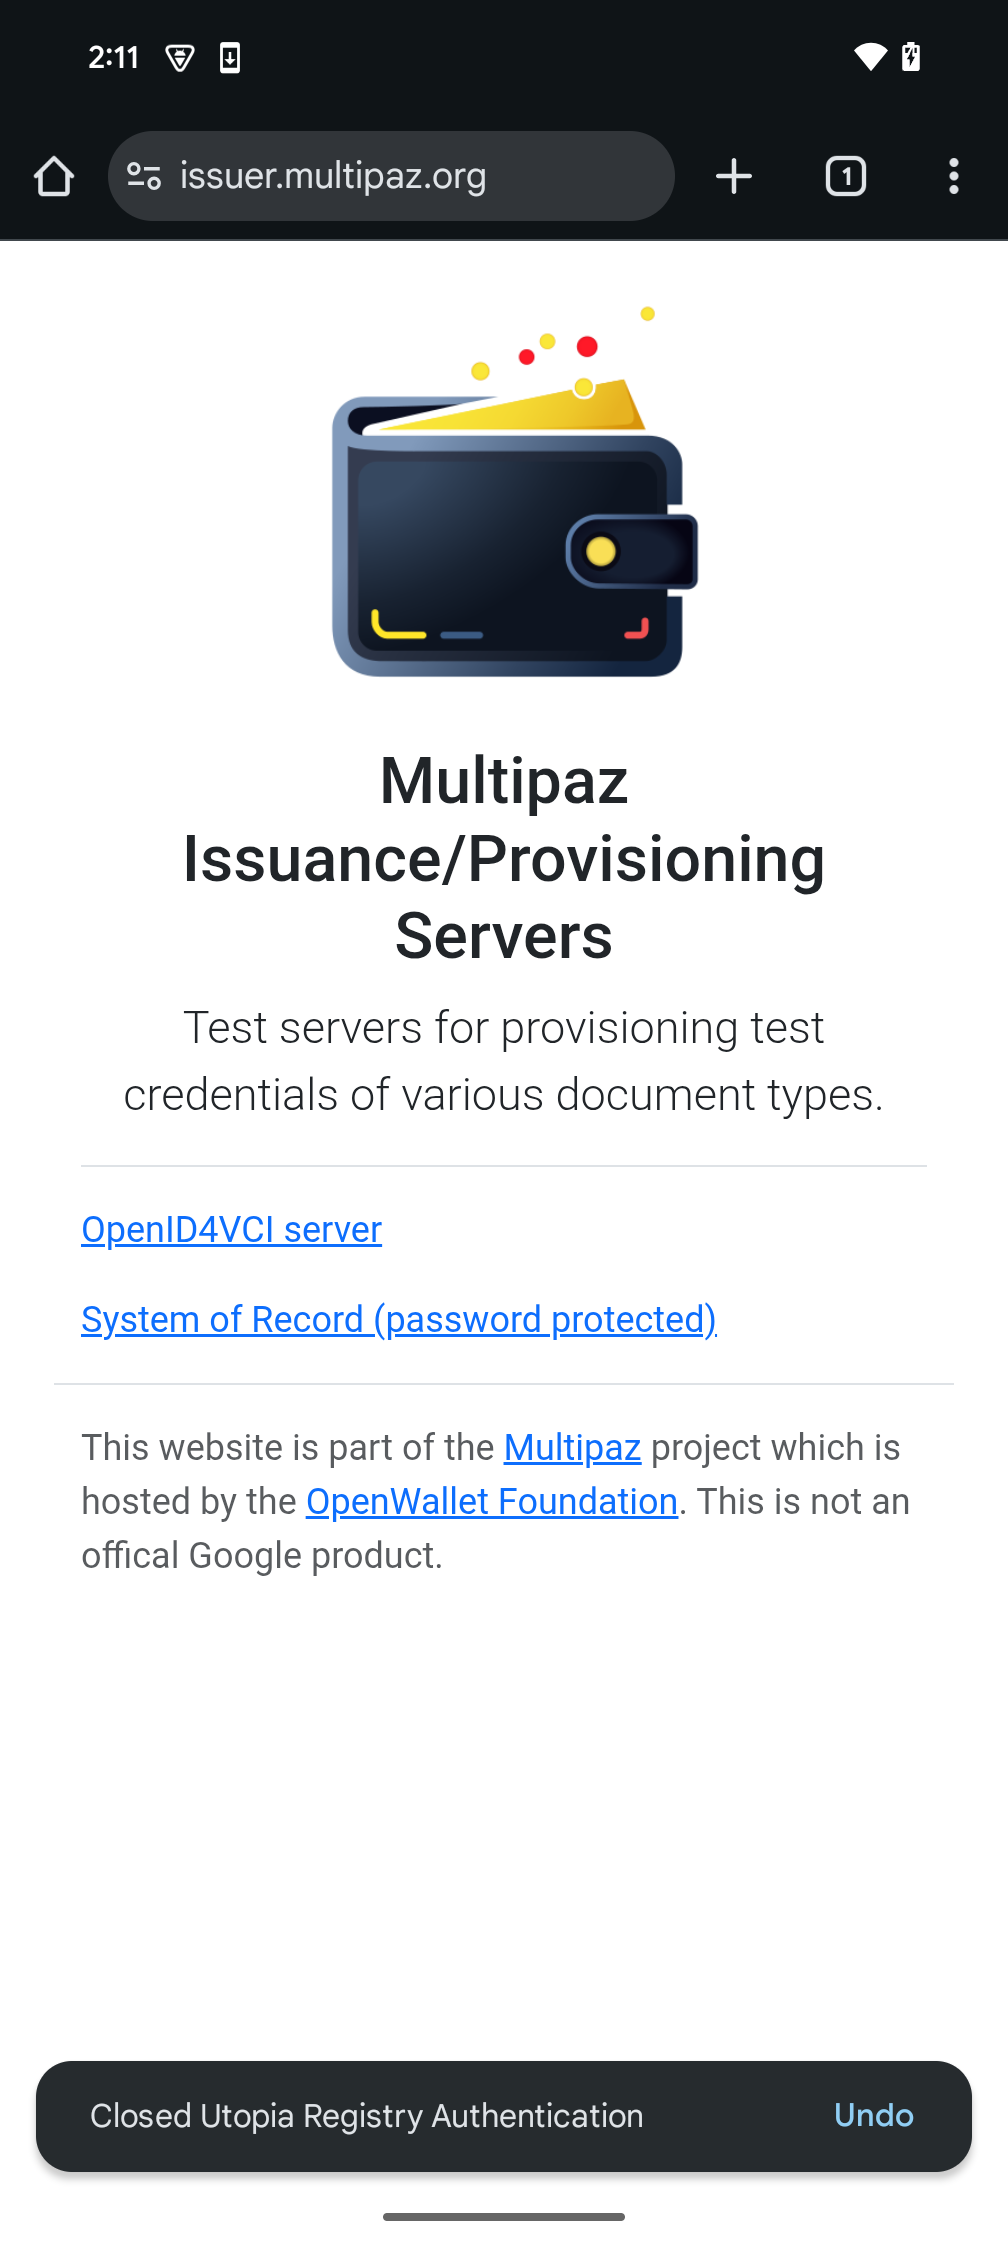 2:11
issuer.multipaz.org
1
Multipaz
Issuance/Provisioning
Servers
Test servers for provisioning test
credentials of various document types.
OpenID4VCI server
System of Record (password protected)
This website is part of the Multipaz project which is
hosted by the OpenWallet Foundation. This is not an
offical Google product.
Closed Utopia Registry Authentication Undo